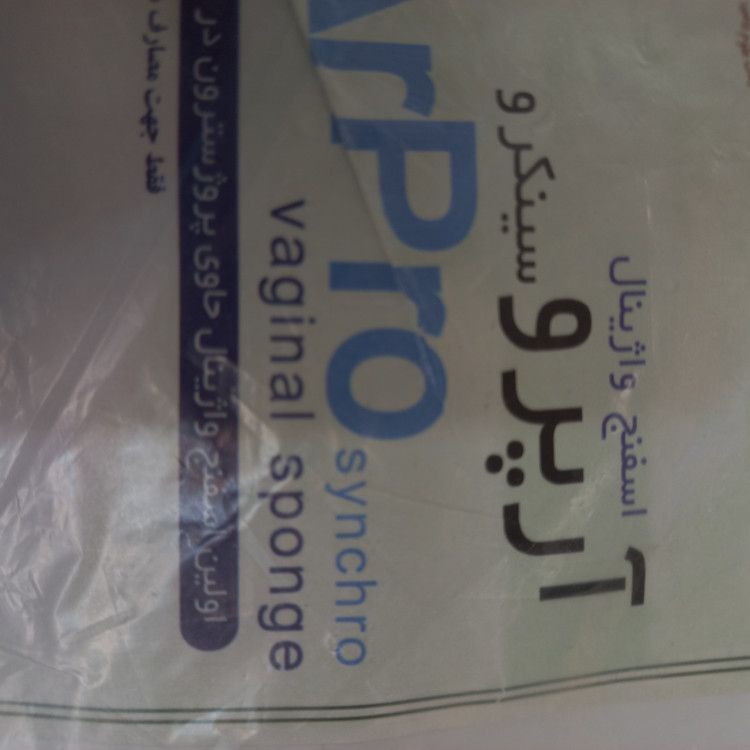 اسفنج واژینال
آرپرو سینکرو
ArPro synchro
vaginal sponge
اولین اسفنج واژینال حاوی پروژسترون در
فقط جهت مصارف